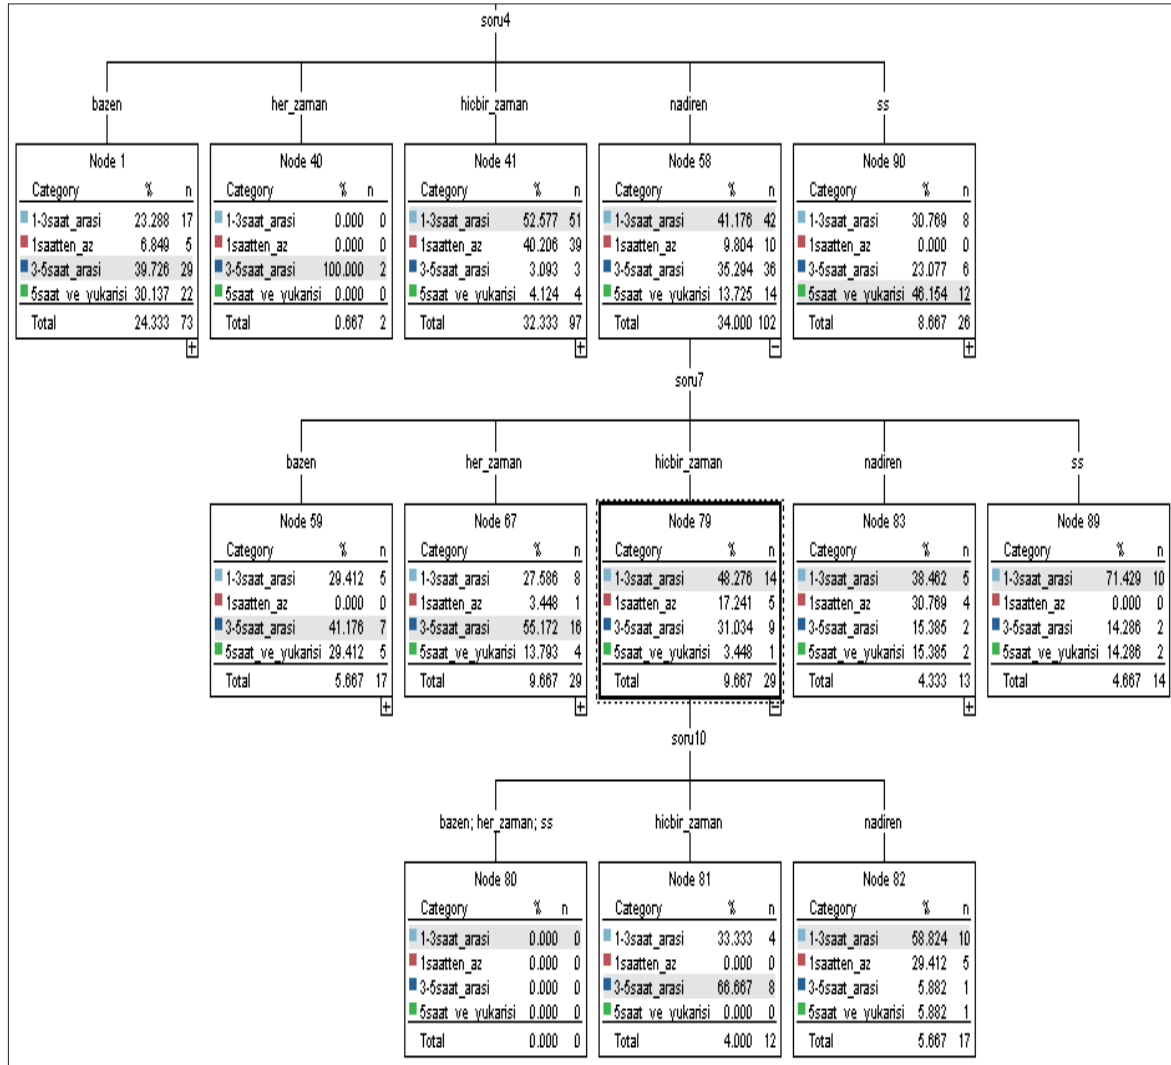 soru4
bazen her_zaman hicbir_zaman nadiren ss
Node 1
Category % n
1-3saat_arasi 23.288 17
1saatten_az 6.849 5
3-5saat_arasi 39.726 29
5saat_ve_yukarisi 30.137 22
Total 24.333 73
Node 40
Category % n
1-3saat_arasi 0.000 0
1saatten_az 0.000 0
3-5saat_arasi 100.000 2
5saat_ve_yukarisi 0.000 0
Total 0.667 2
Node 41
Category % n
1-3saat_arasi 52.577 51
1saatten_az 40.206 39
3-5saat_arasi 3.093 3
5saat_ve_yukarisi 4.124 4
Total 32.333 97
Node 58
Category % n
1-3saat_arasi 41.176 42
1saatten_az 9.804 10
3-5saat_arasi 35.294 36
5saat_ve_yukarisi 13.725 14
Total 34.000 102
Node 90
Category % n
1-3saat_arasi 30.769 8
1saatten_az 0.000 0
3-5saat_arasi 23.077 6
5saat_ve_yukarisi 46.154 12
Total 8.667 26
soru7
bazen her_zaman hicbir_zaman nadiren ss
Node 59
Category % n
1-3saat_arasi 29.412 5
1saatten_az 0.000 0
3-5saat_arasi 41.176 7
5saat_ve_yukarisi 29.412 5
Total 5.667 17
Node 67
Category % n
1-3saat_arasi 27.586 8
1saatten_az 3.448 1
3-5saat_arasi 55.172 16
5saat_ve_yukarisi 13.793 4
Total 9.667 29
Node 79
Category % n
1-3saat_arasi 48.276 14
1saatten_az 17.241 5
3-5saat_arasi 31.034 9
5saat_ve_yukarisi 3.448 1
Total 9.667 29
Node 83
Category % n
1-3saat_arasi 38.462 5
1saatten_az 30.769 4
3-5saat_arasi 15.385 2
5saat_ve_yukarisi 15.385 2
Total 4.333 13
Node 89
Category % n
1-3saat_arasi 71.429 10
1saatten_az 0.000 0
3-5saat_arasi 14.286 2
5saat_ve_yukarisi 14.286 2
Total 4.667 14
soru10
bazen; her_zaman; ss hicbir_zaman nadiren
Node 80
Category % n
1-3saat_arasi 0.000 0
1saatten_az 0.000 0
3-5saat_arasi 0.000 0
5saat_ve_yukarisi 0.000 0
Total 0.000 0
Node 81
Category % n
1-3saat_arasi 33.333 4
1saatten_az 0.000 0
3-5saat_arasi 66.667 8
5saat_ve_yukarisi 0.000 0
Total 4.000 12
Node 82
Category % n
1-3saat_arasi 58.824 10
1saatten_az 29.412 5
3-5saat_arasi 5.882 1
5saat_ve_yukarisi 5.882 1
Total 5.667 17